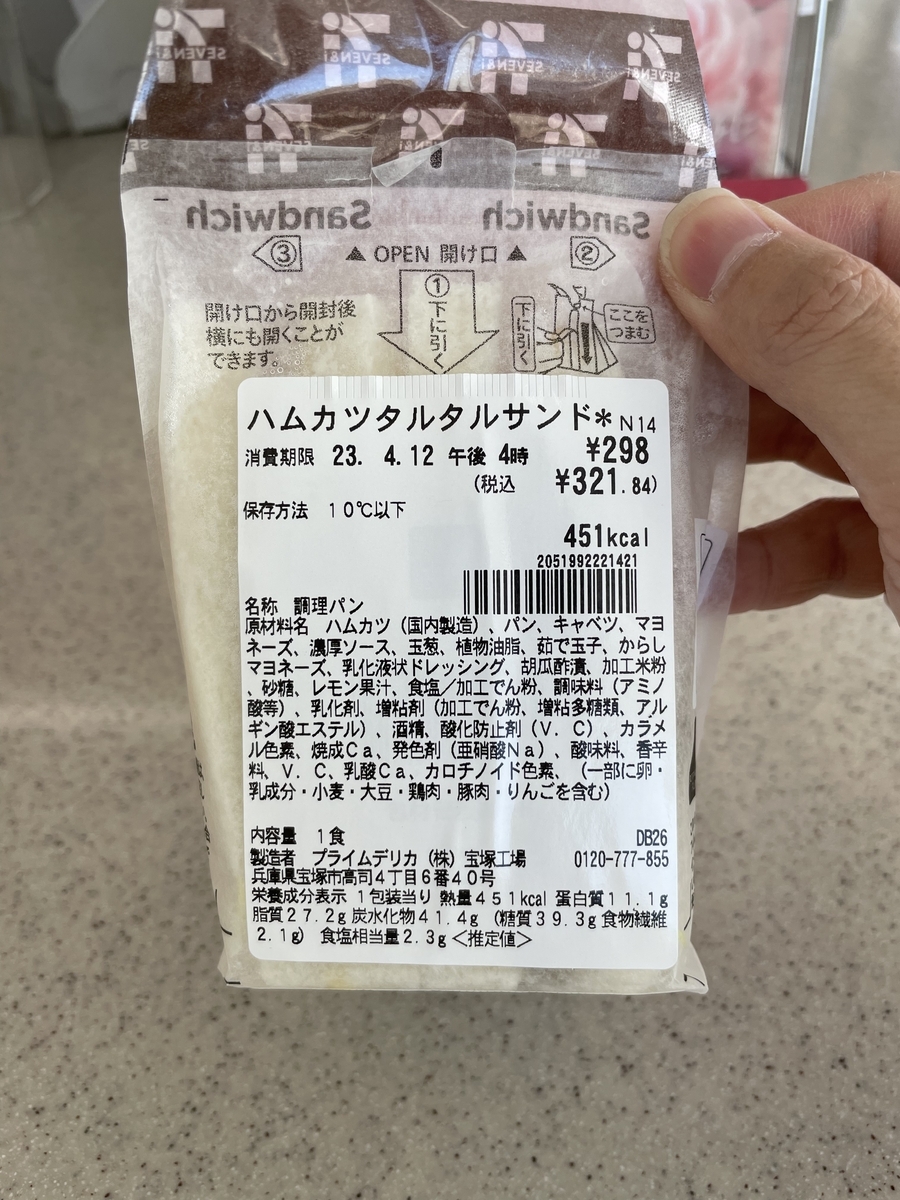 SEVEN&i SEVEN&i SEVEN&i SEVEN&i
SEVEN&i SEVEN&i SEVEN&i
Sandwich Sandwich
③ ▲ OPEN 開け口 ▲ ②
開け口から開封後
横にも開くことが
できます。
①下に引く
下に引く
ここを
つまむ
ハムカツタルタルサンド* N14
消費期限 23. 4.12 午後 4時 ¥298
(税込 ¥321.84)
保存方法 10℃以下
451kcal
2051992221421
名称 調理パン
原材料名 ハムカツ(国内製造)、パン、キャベツ、マヨ
ネーズ、濃厚ソース、玉葱、植物油脂、茹で玉子、からし
マヨネーズ、乳化液状ドレッシング、胡瓜酢漬、加工米粉
、砂糖、レモン果汁、食塩/加工でん粉、調味料(アミノ
酸等)、乳化剤、増粘剤(加工でん粉、増粘多糖類、アル
ギン酸エステル)、酒精、酸化防止剤(V.C)、カラメ
ル色素、焼成Ca、発色剤(亜硝酸Na)、酸味料、香辛
料、V.C、乳酸Ca、カロチノイド色素、(一部に卵・
乳成分・小麦・大豆・鶏肉・豚肉・りんごを含む)
内容量 1食 DB26
製造者 プライムデリカ(株)宝塚工場 0120-777-855
兵庫県宝塚市高司4丁目6番40号
栄養成分表示 1包装当り 熱量451kcal 蛋白質11.1g
脂質27.2g 炭水化物41.4g (糖質39.3g 食物繊維
2.1g) 食塩相当量2.3g <推定値>